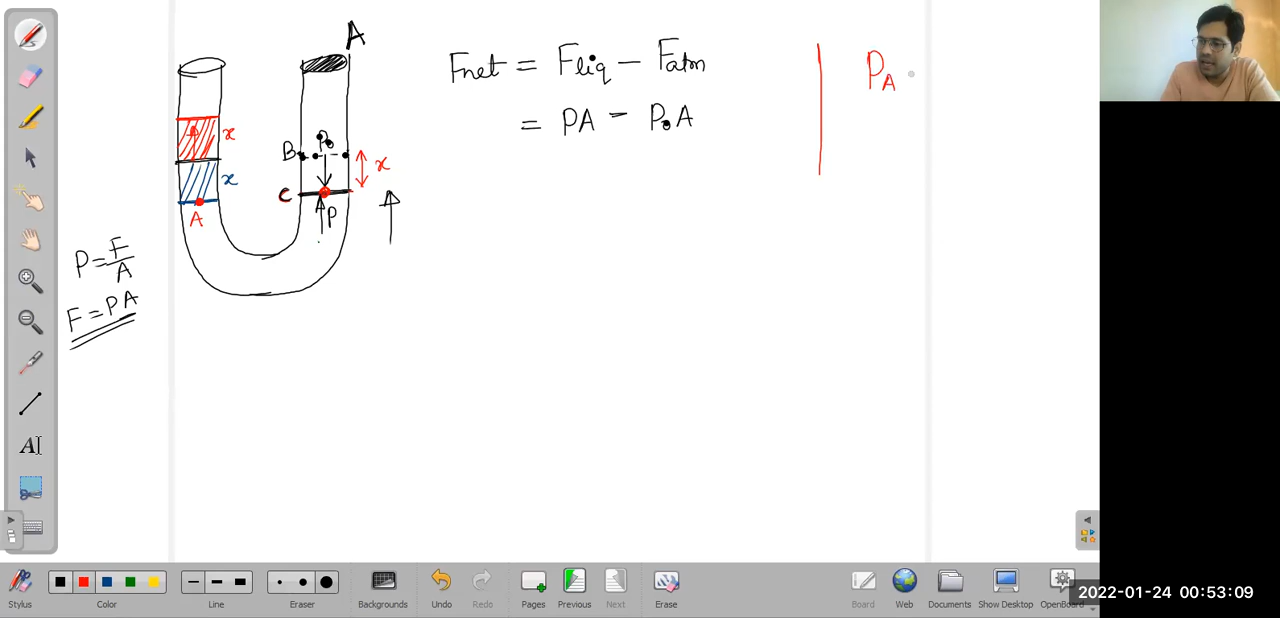 A
Fnet = Fliq - Fatm
= PA - P₀A
P_A
x
x
A
B
P₀
x
C
P
P = F/A
F = PA
Stylus
Color
Line
Eraser
Backgrounds
Undo
Redo
Pages
Previous
Next
Erase
Board
Web
Documents
Show Desktop
OpenBoard
2022-01-24 00:53:09